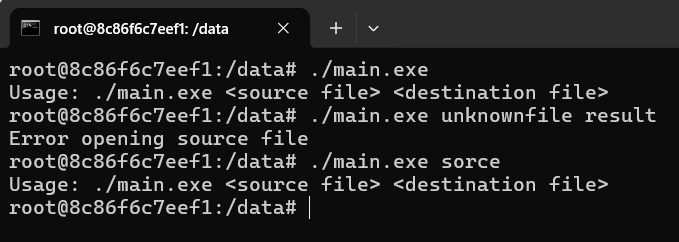 root@8c86f6c7eef1: /data
root@8c86f6c7eef1:/data# ./main.exe
Usage: ./main.exe <source file> <destination file>
root@8c86f6c7eef1:/data# ./main.exe unknownfile result
Error opening source file
root@8c86f6c7eef1:/data# ./main.exe sorce
Usage: ./main.exe <source file> <destination file>
root@8c86f6c7eef1:/data#